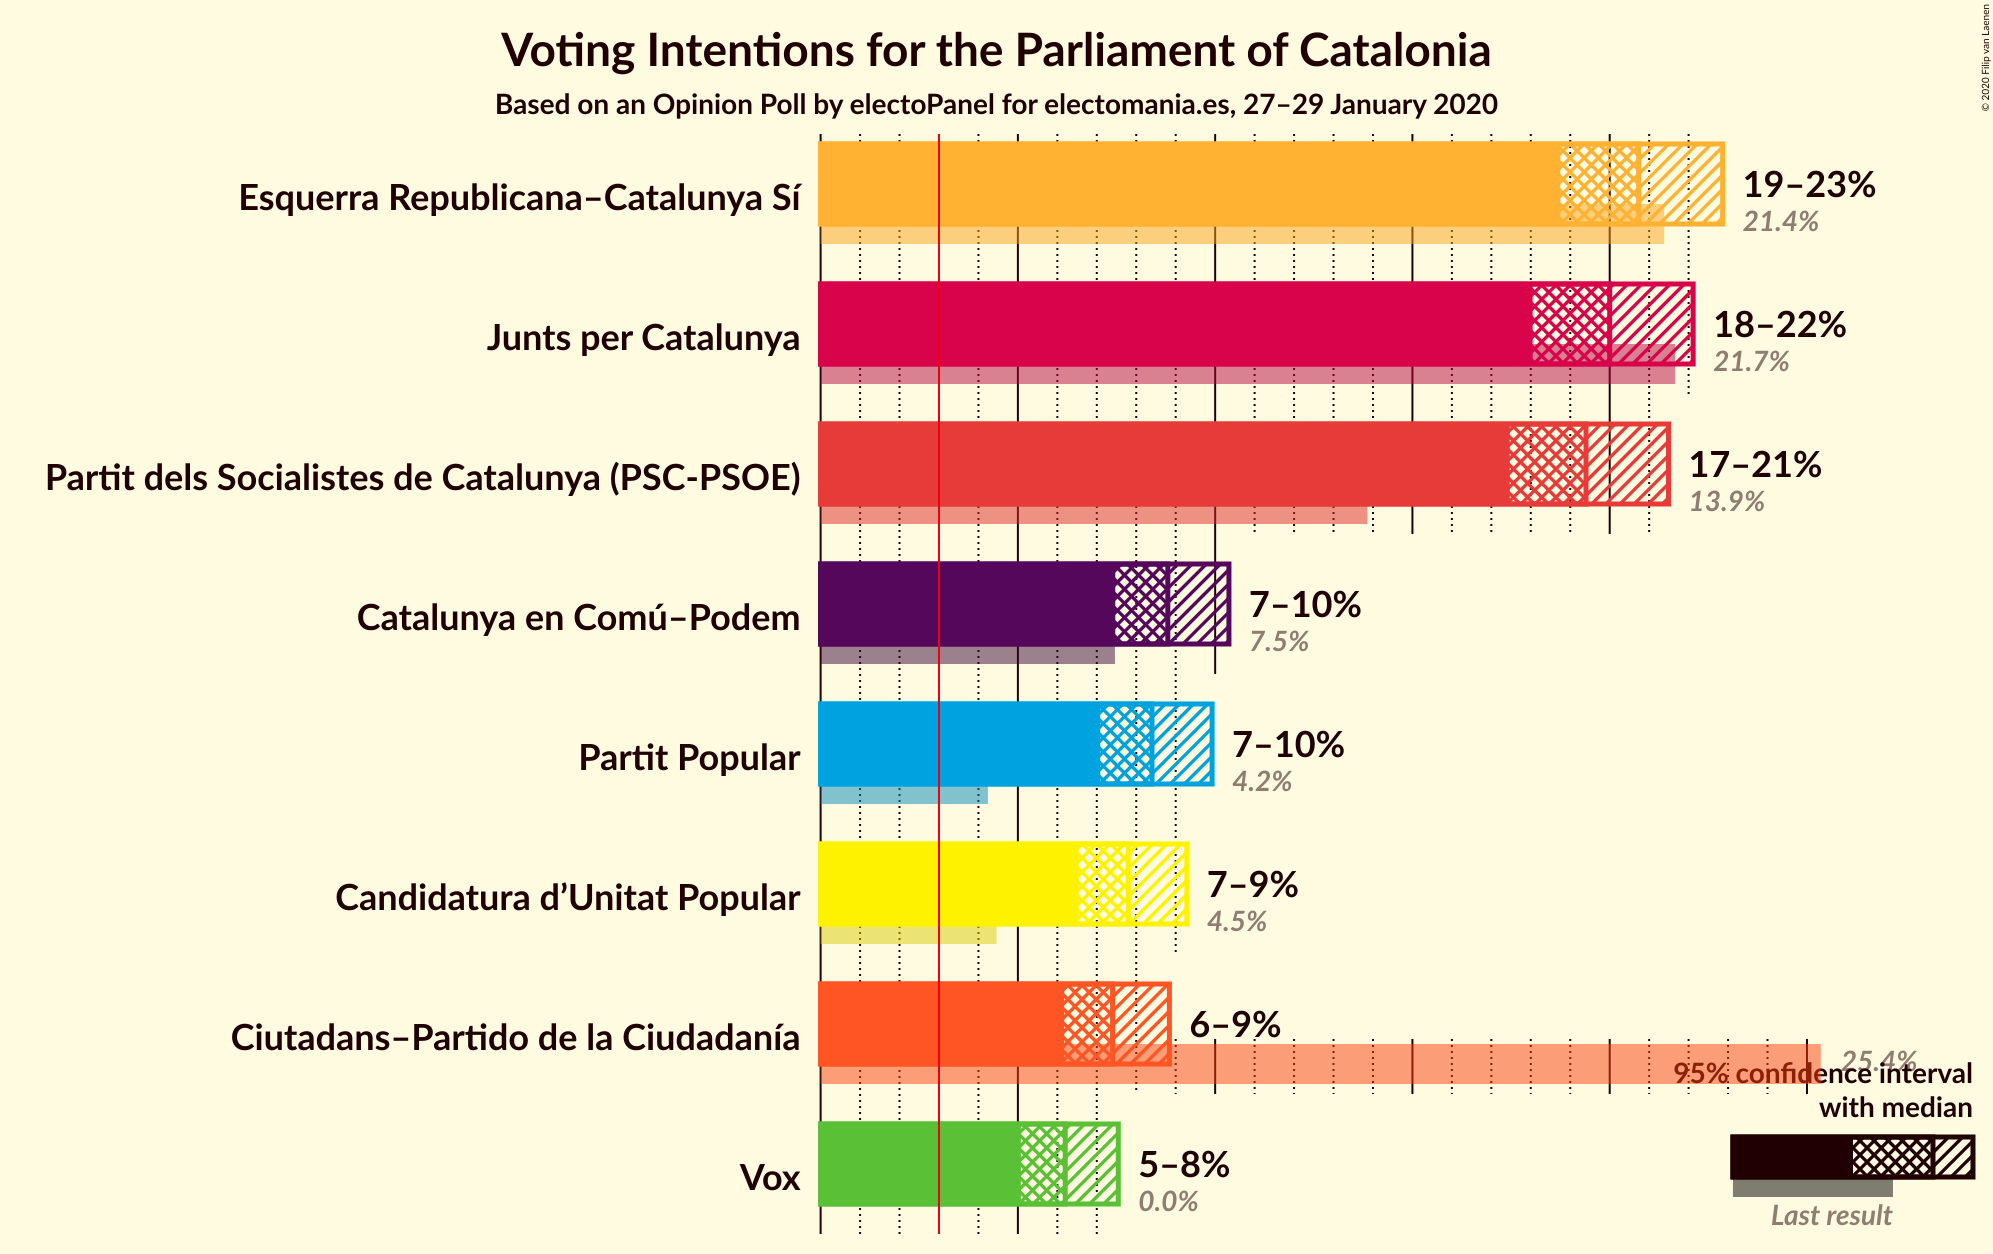 Voting Intentions for the Parliament of Catalonia
Based on an Opinion Poll by electoPanel for electomania.es, 27–29 January 2020
© 2020 Filip van Laenen
Esquerra Republicana–Catalunya Sí
19–23%
21.4%
Junts per Catalunya
18–22%
21.7%
Partit dels Socialistes de Catalunya (PSC-PSOE)
17–21%
13.9%
Catalunya en Comú–Podem
7–10%
7.5%
Partit Popular
7–10%
4.2%
Candidatura d’Unitat Popular
7–9%
4.5%
Ciutadans–Partido de la Ciudadanía
6–9%
25.4%
Vox
5–8%
0.0%
95% confidence interval
with median
Last result